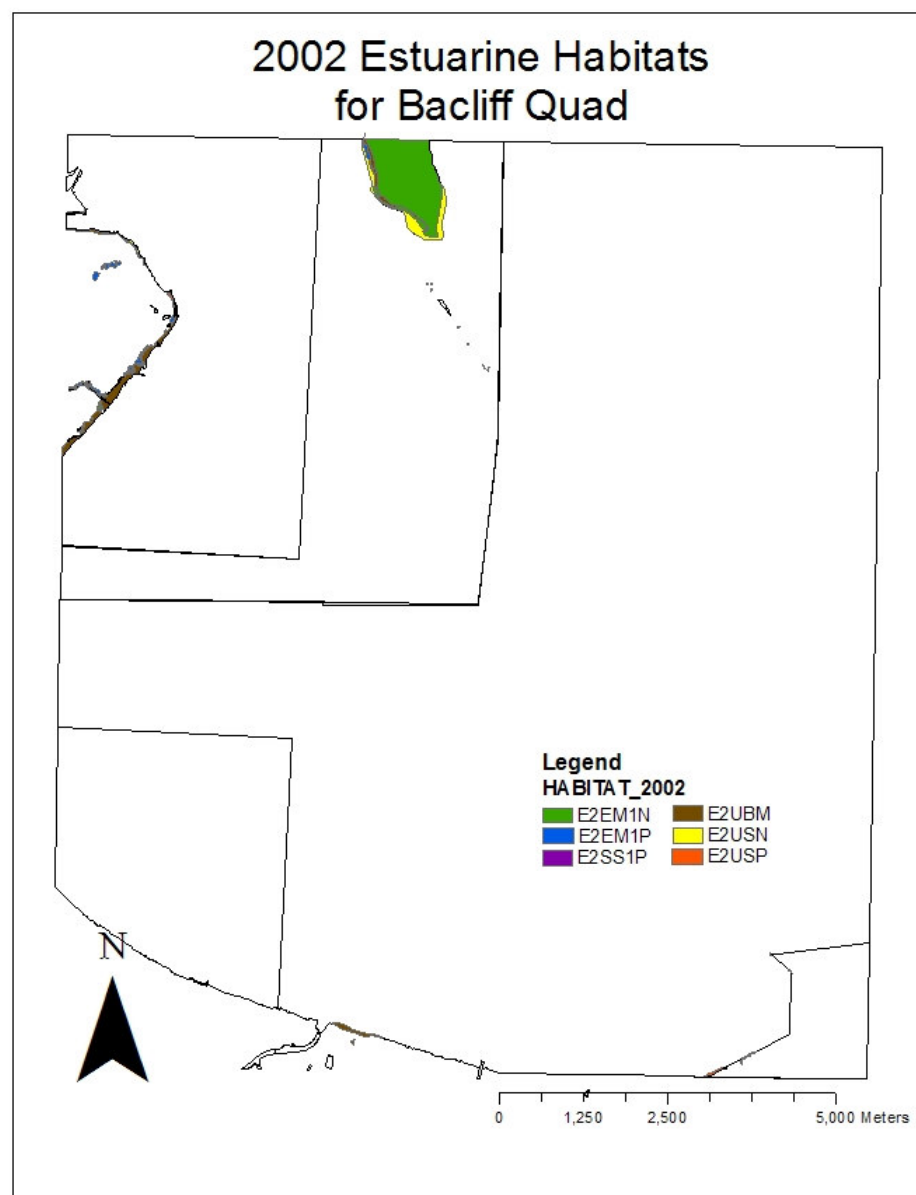 2002 Estuarine Habitats
for Bacliff Quad
Legend
HABITAT_2002
E2EM1N E2UBM
E2EM1P E2USN
E2SS1P E2USP
N
0 1,250 2,500 5,000 Meters